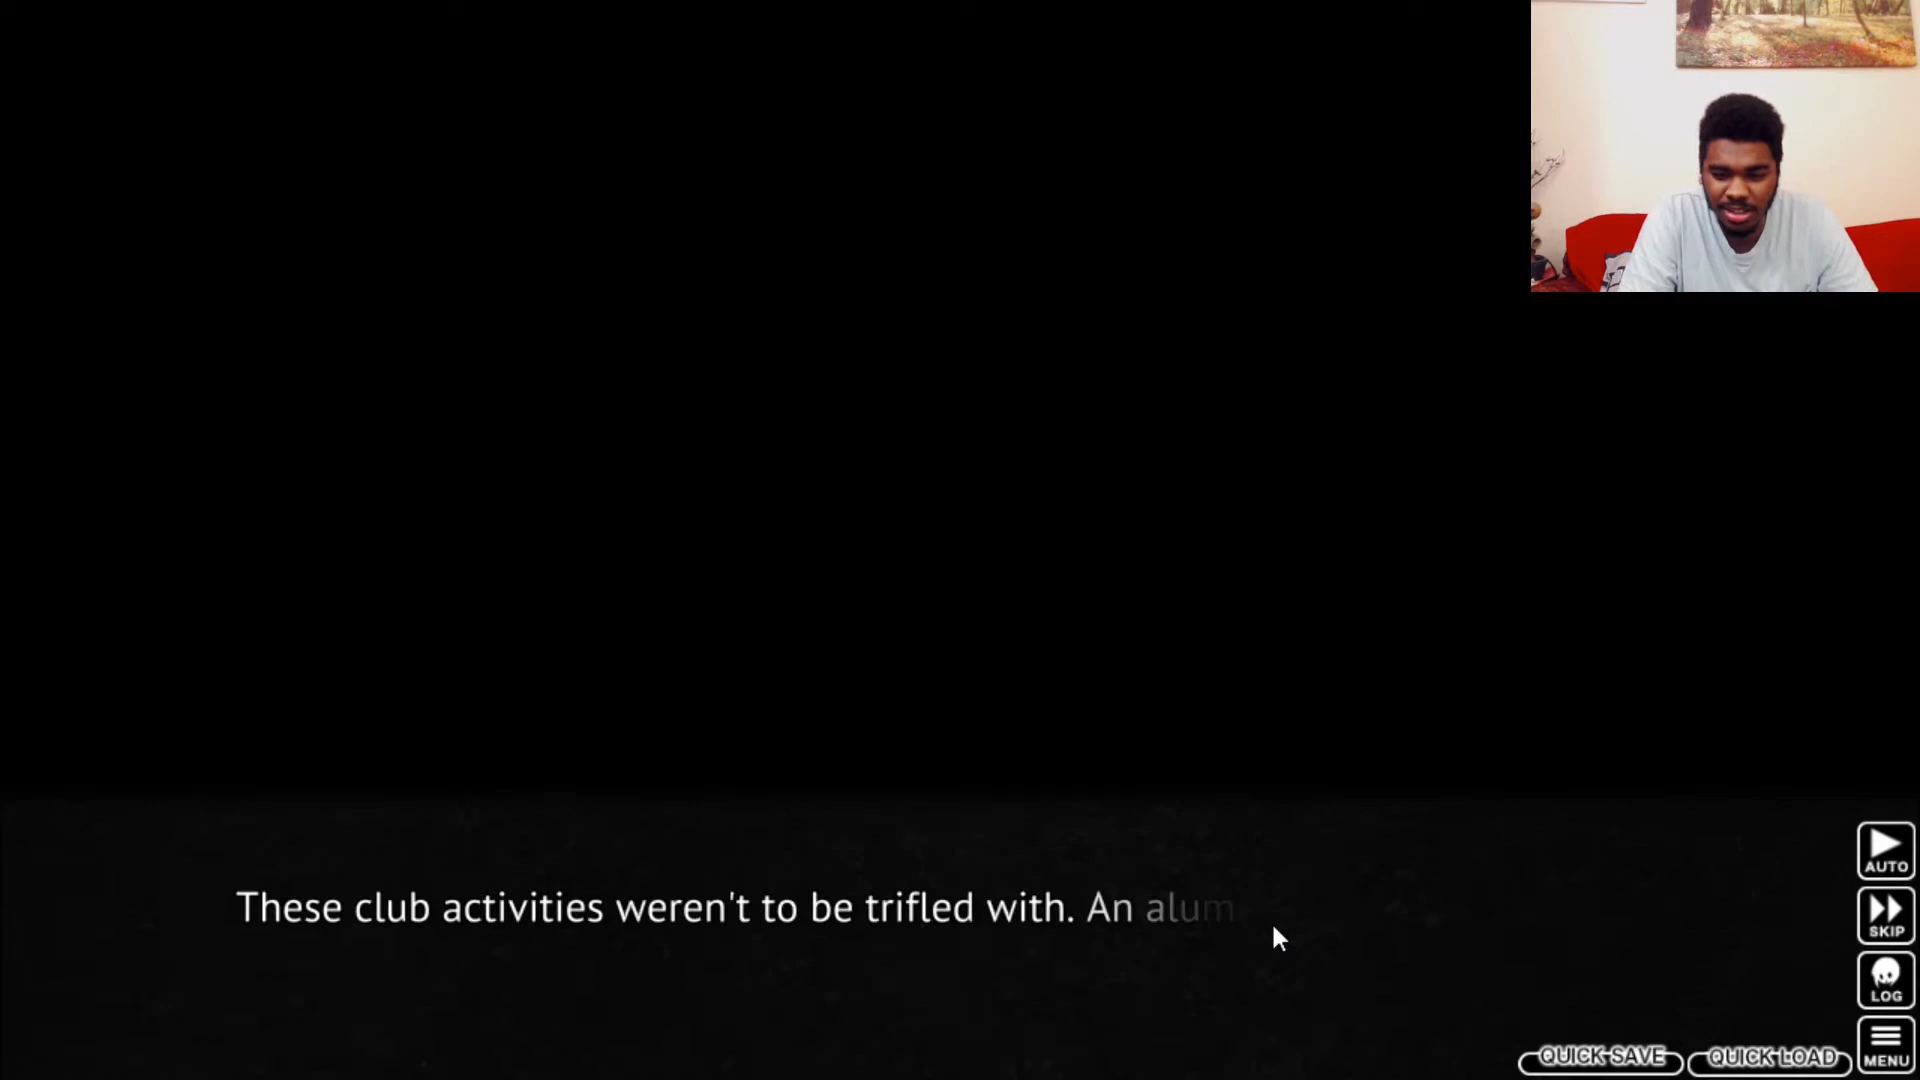 These club activities weren't to be trifled with. An alum
AUTO
SKIP
LOG
MENU
QUICK SAVE
QUICK LOAD